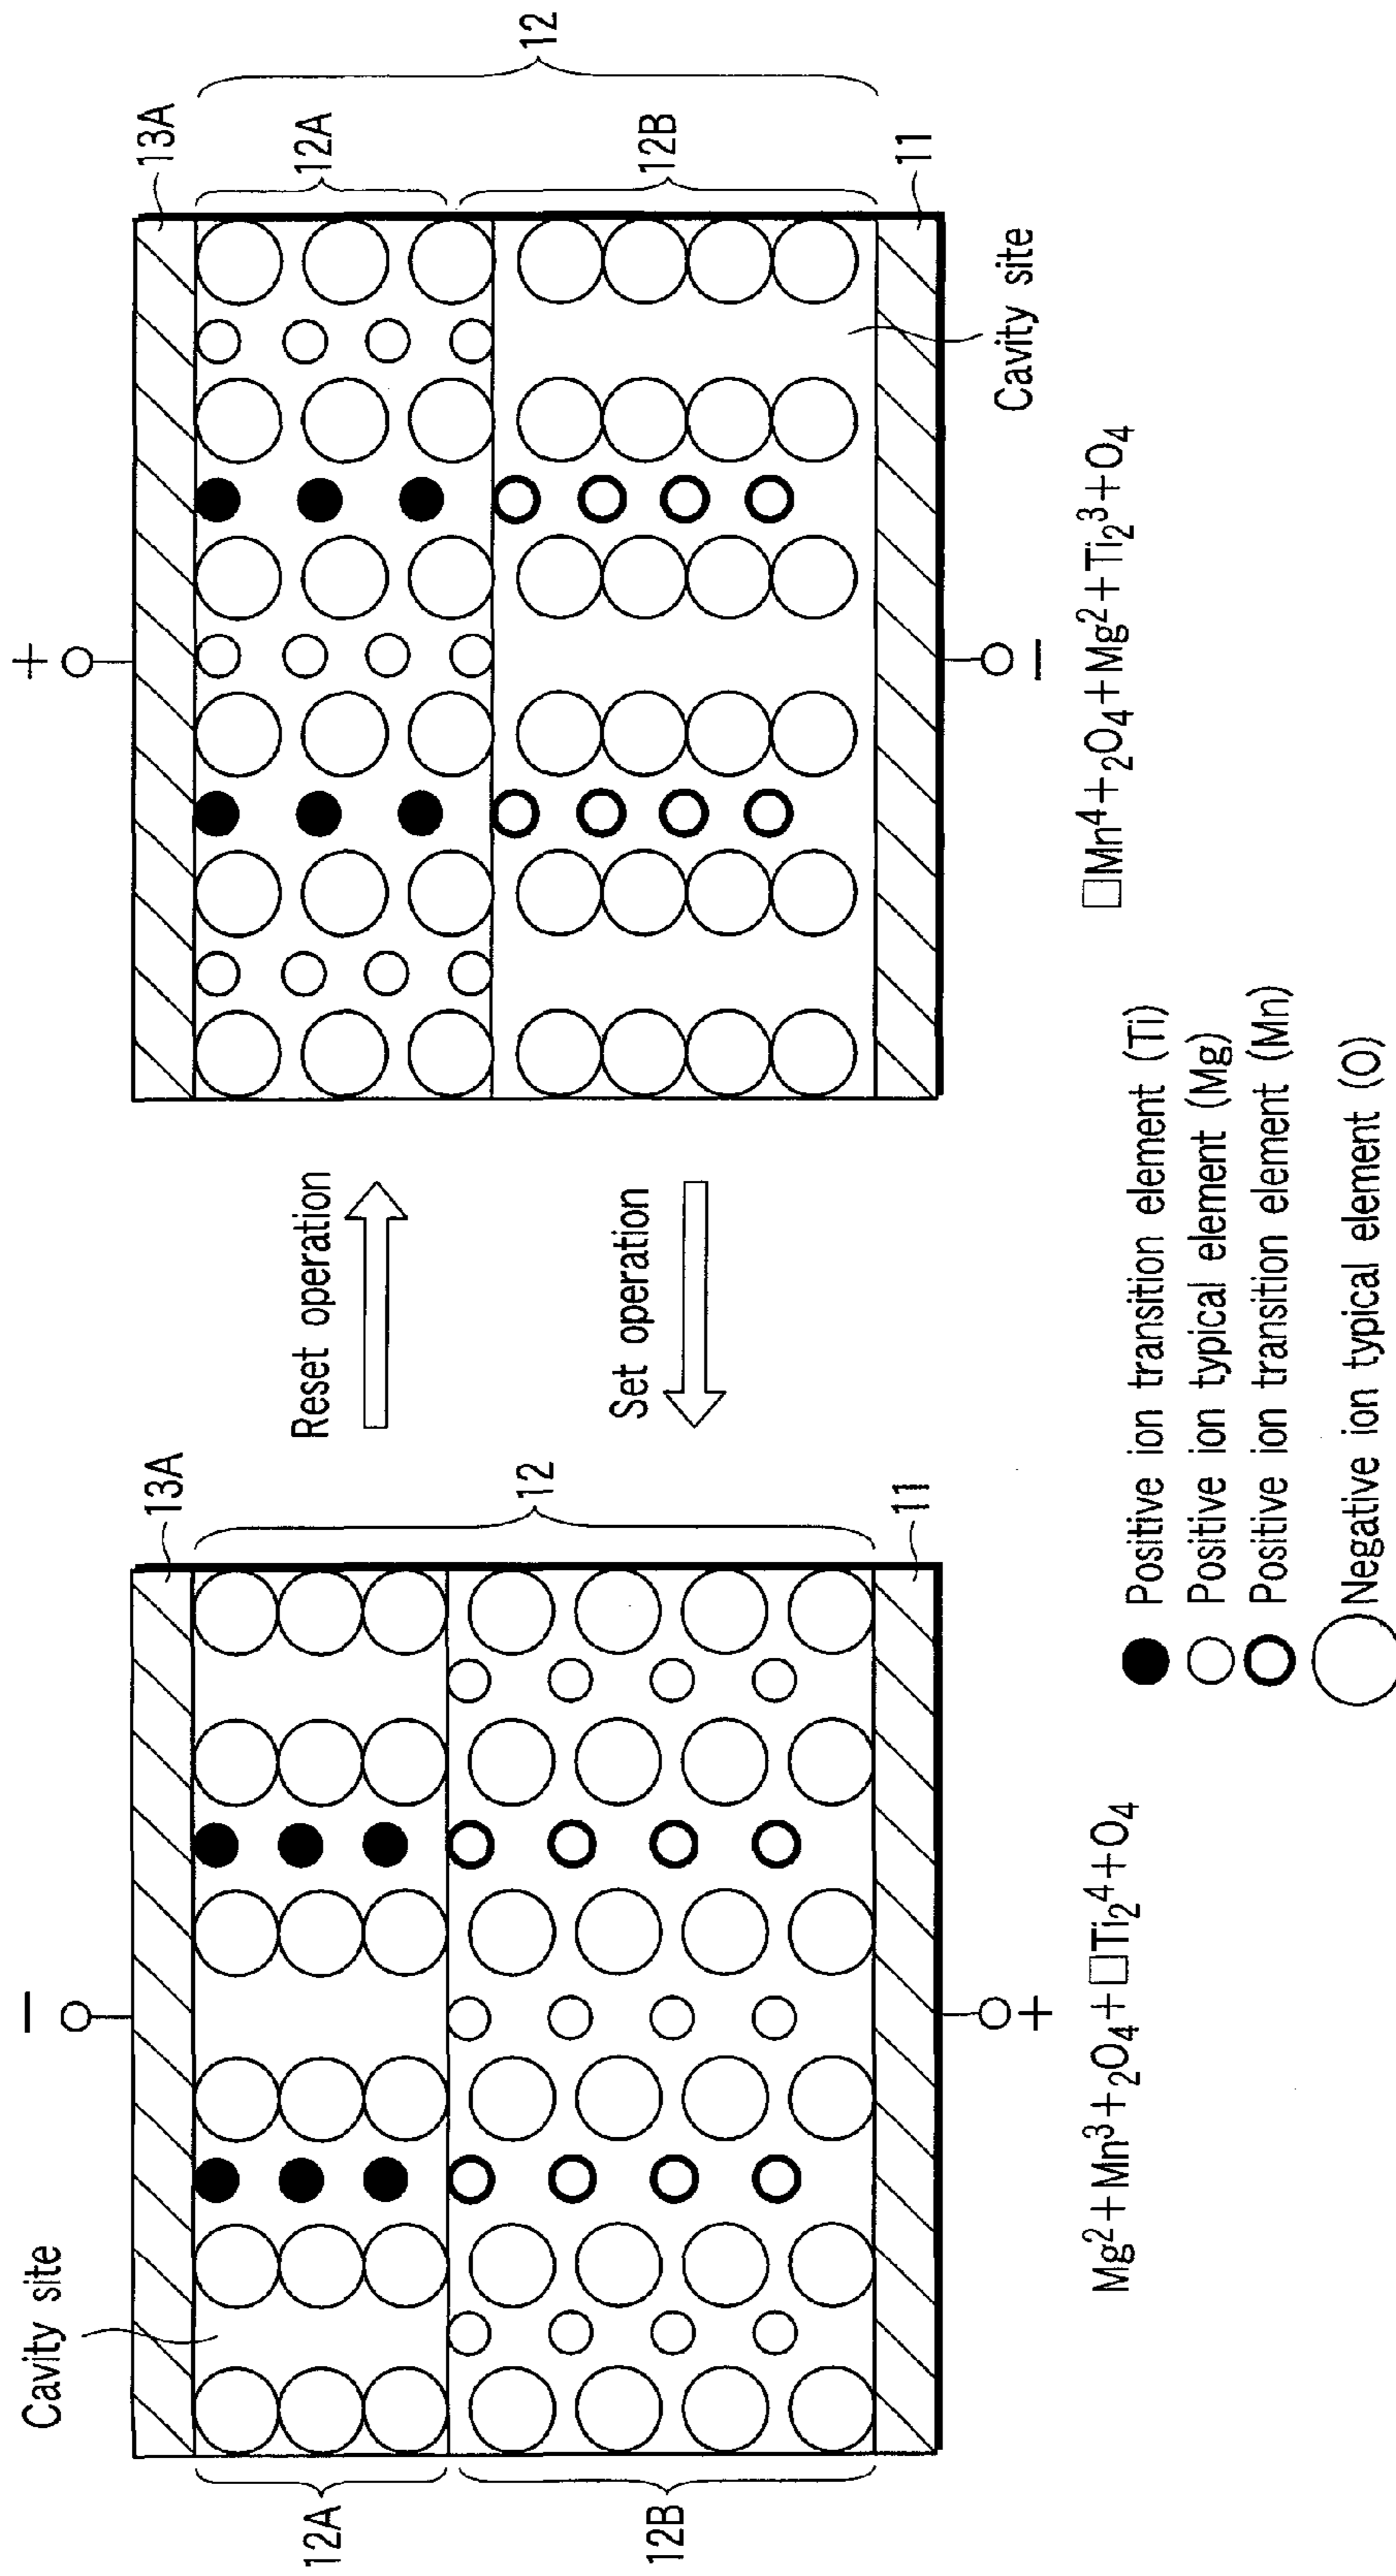 Cavity site
−
12A
12B
13A
12
11
+
Mg2+Mn3+2O4+□Ti24+O4
Reset operation
Set operation
+
13A
12A
12
12B
11
Cavity site
−
□Mn4+2O4+Mg2+Ti23+O4
Positive ion transition element (Ti)
Positive ion typical element (Mg)
Positive ion transition element (Mn)
Negative ion typical element (O)